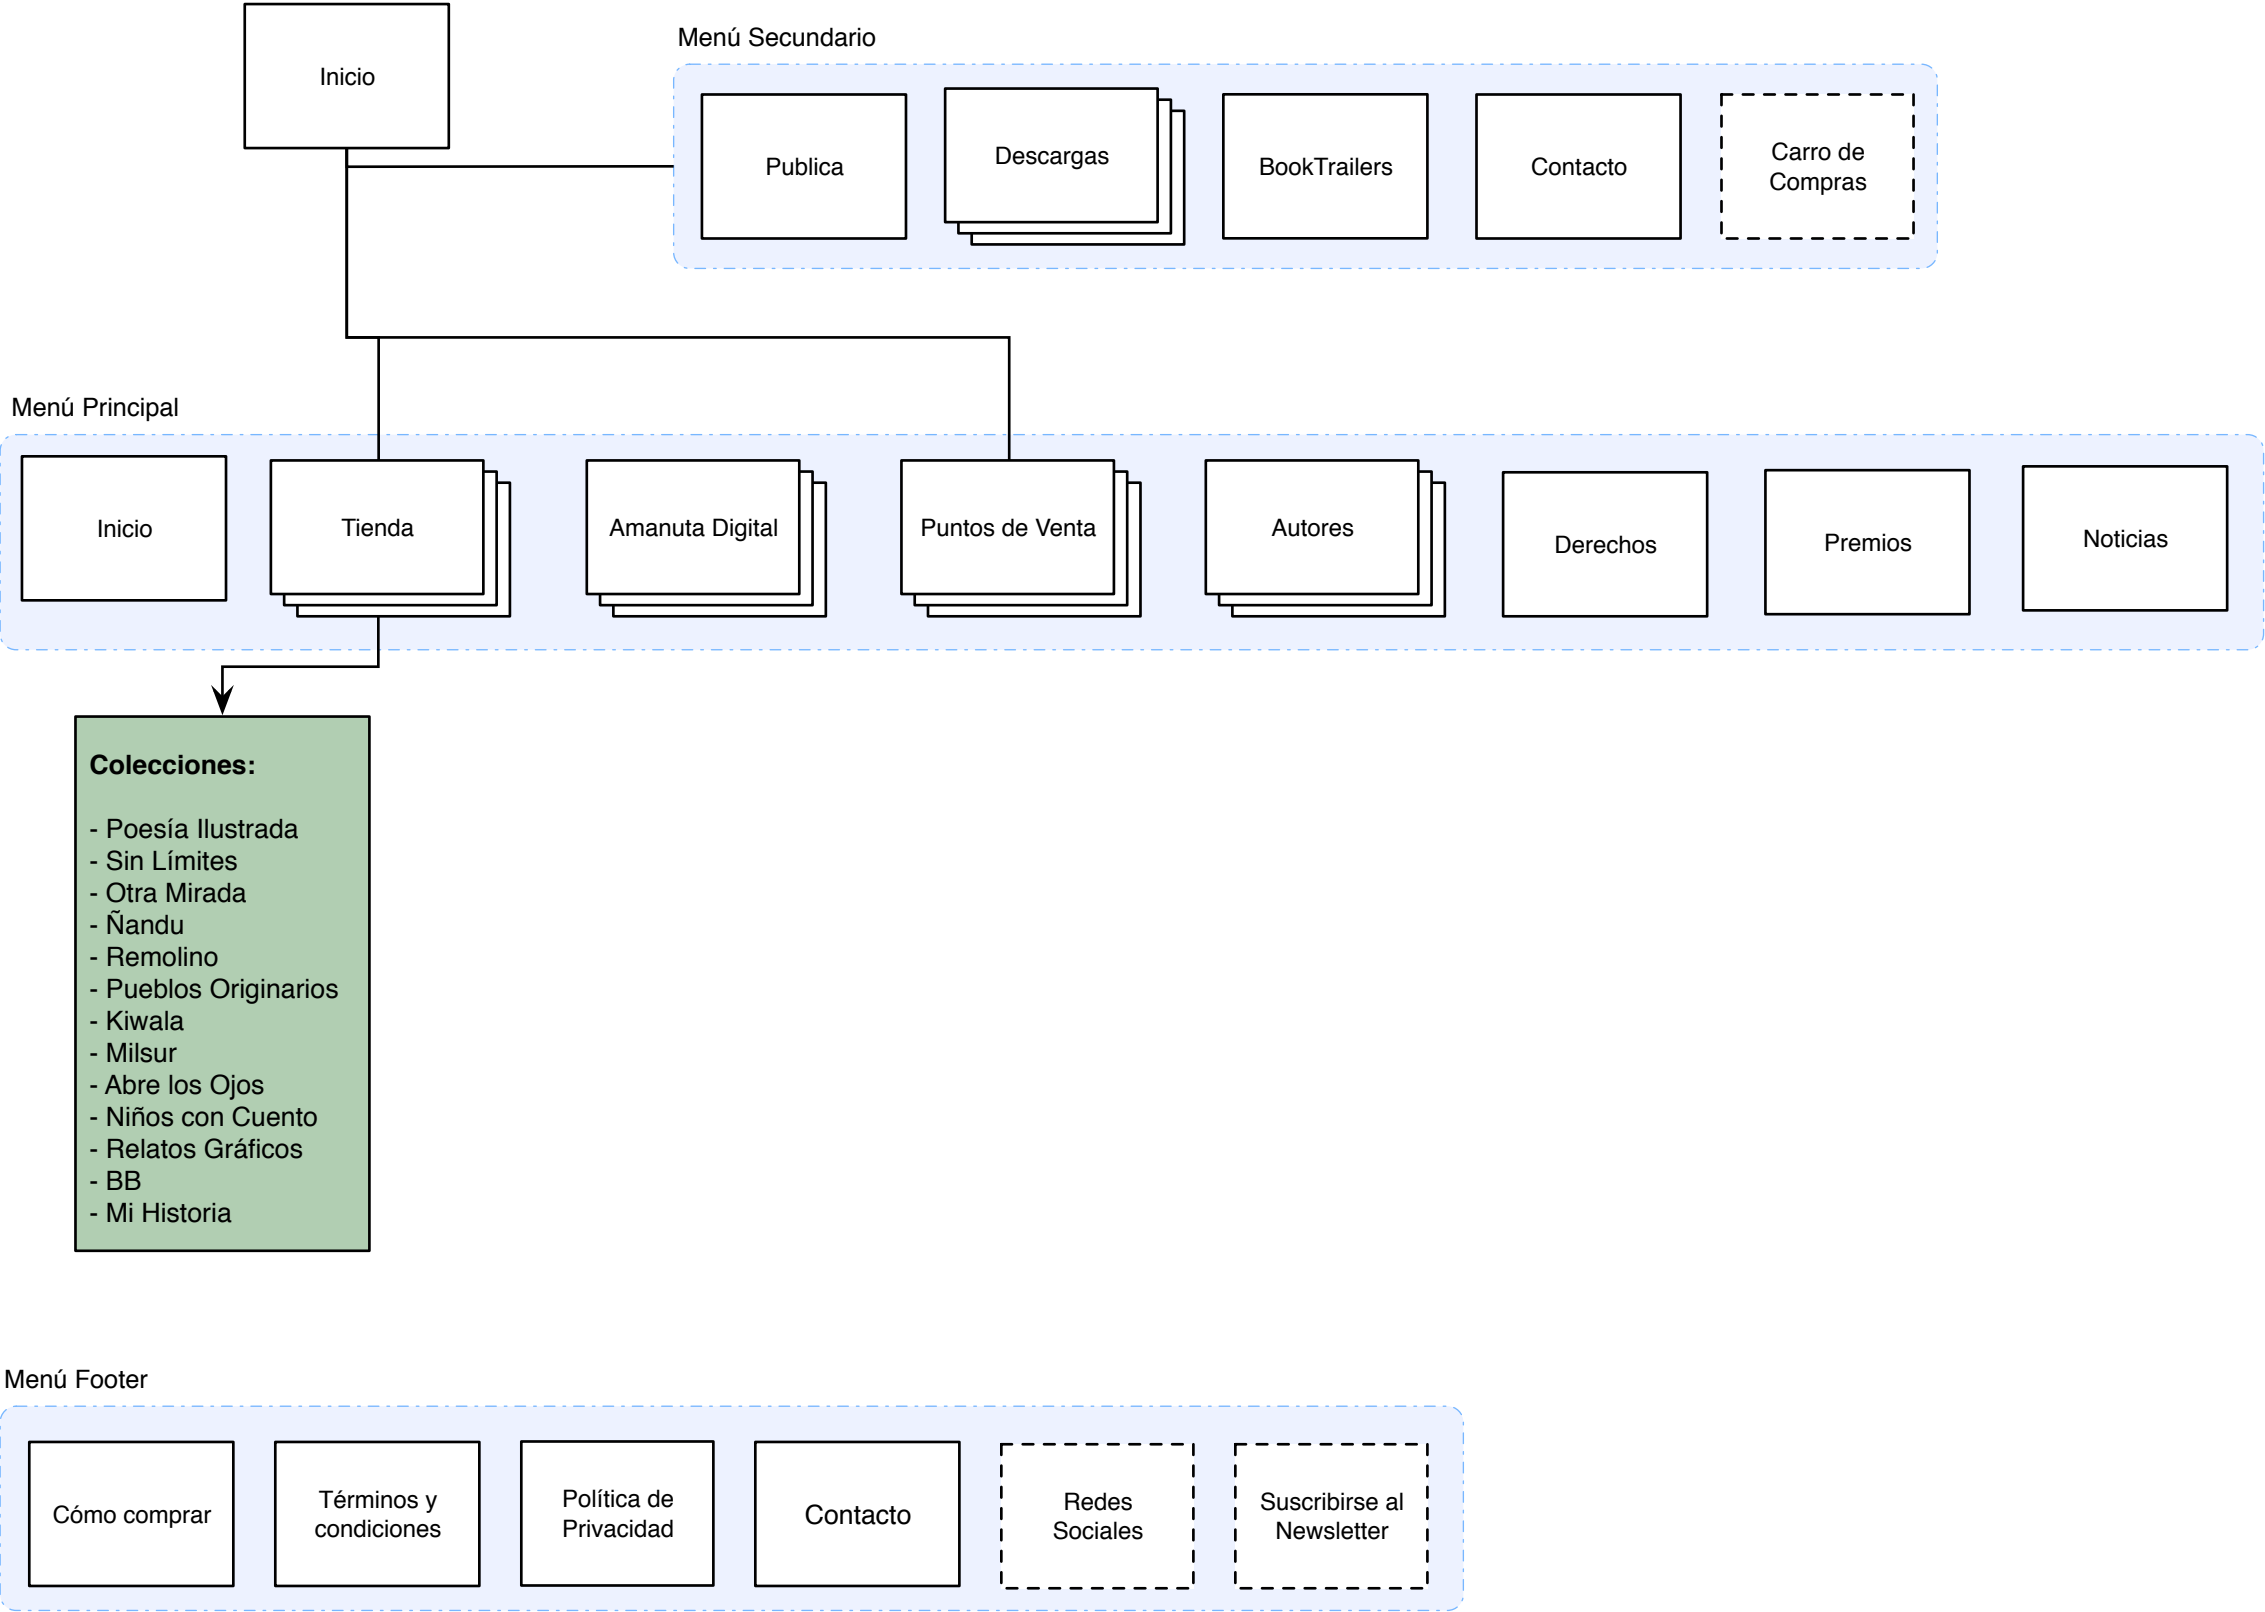 Inicio
Menú Secundario
Publica
Descargas
BookTrailers
Contacto
Carro de
Compras
Menú Principal
Inicio
Tienda
Amanuta Digital
Puntos de Venta
Autores
Derechos
Premios
Noticias
Colecciones:
- Poesía Ilustrada
- Sin Límites
- Otra Mirada
- Ñandu
- Remolino
- Pueblos Originarios
- Kiwala
- Milsur
- Abre los Ojos
- Niños con Cuento
- Relatos Gráficos
- BB
- Mi Historia
Menú Footer
Cómo comprar
Términos y
condiciones
Política de
Privacidad
Contacto
Redes
Sociales
Suscribirse al
Newsletter